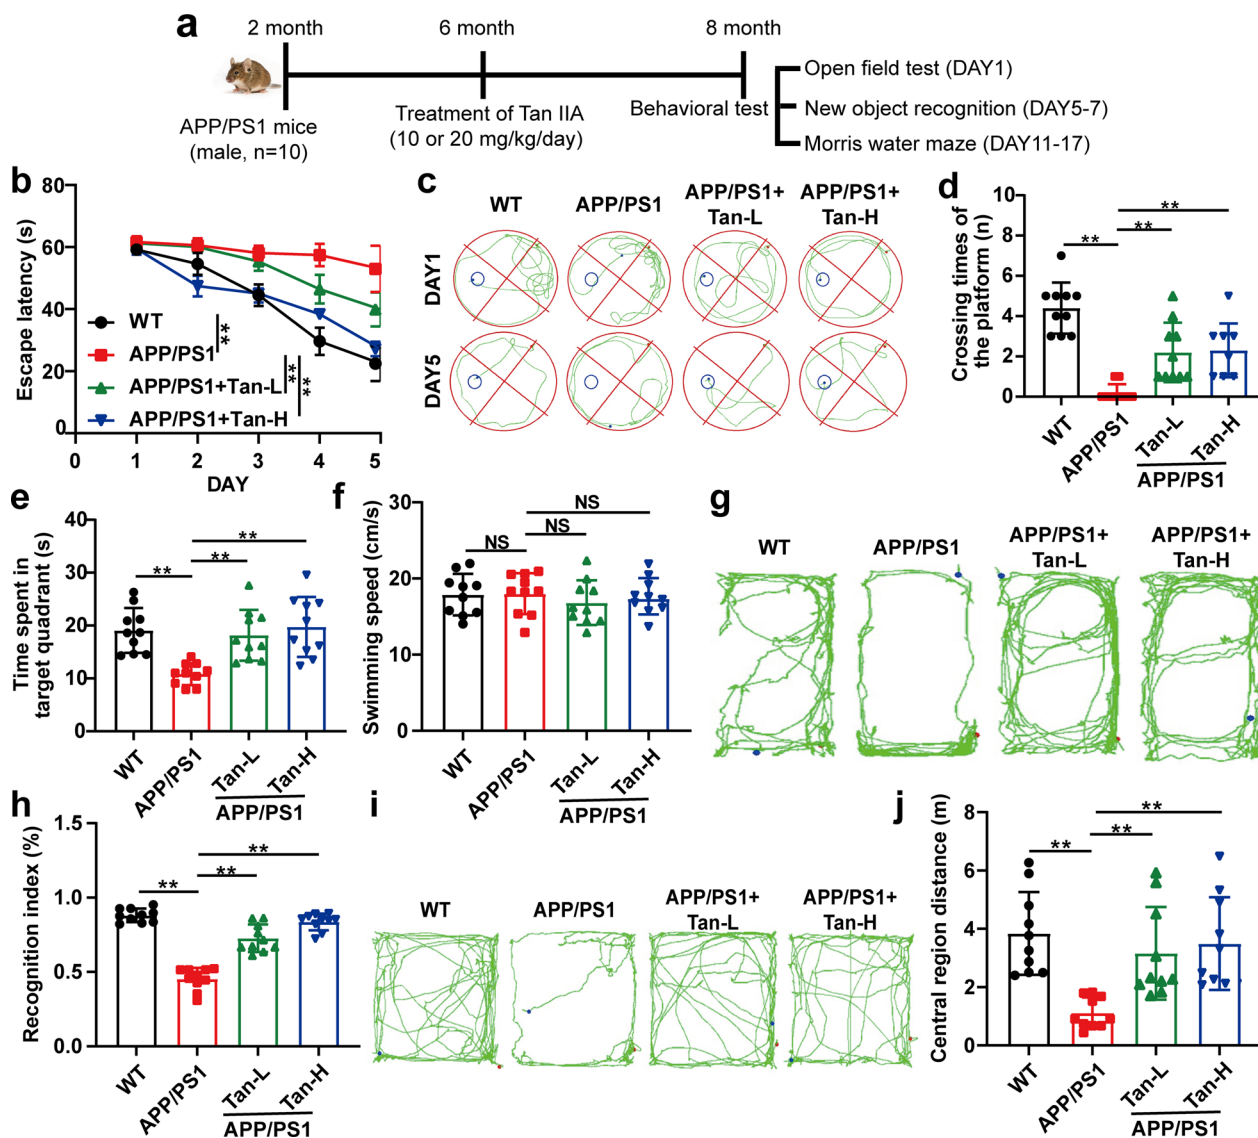 a
2 month
6 month
8 month
APP/PS1 mice
(male, n=10)
Treatment of Tan IIA
(10 or 20 mg/kg/day)
Behavioral test
Open field test (DAY1)
New object recognition (DAY5-7)
Morris water maze (DAY11-17)
b
Escape latency (s)
80
60
40
20
0
WT
APP/PS1
APP/PS1+Tan-L
APP/PS1+Tan-H
**
**
**
0
1
2
3
4
5
DAY
c
WT
APP/PS1
APP/PS1+
Tan-L
APP/PS1+
Tan-H
DAY1
DAY5
d
Crossing times of
the platform (n)
10
8
6
4
2
0
**
**
**
WT
APP/PS1
Tan-L
Tan-H
APP/PS1
e
Time spent in
target quadrant (s)
40
30
20
10
0
**
**
**
WT
APP/PS1
Tan-L
Tan-H
APP/PS1
f
Swimming speed (cm/s)
30
20
10
0
NS
NS
NS
WT
APP/PS1
Tan-L
Tan-H
APP/PS1
g
WT
APP/PS1
APP/PS1+
Tan-L
APP/PS1+
Tan-H
h
Recognition index (%)
1.5
1.0
0.5
0.0
**
**
**
WT
APP/PS1
Tan-L
Tan-H
APP/PS1
i
WT
APP/PS1
APP/PS1+
Tan-L
APP/PS1+
Tan-H
j
Central region distance (m)
8
6
4
2
0
**
**
**
WT
APP/PS1
Tan-L
Tan-H
APP/PS1